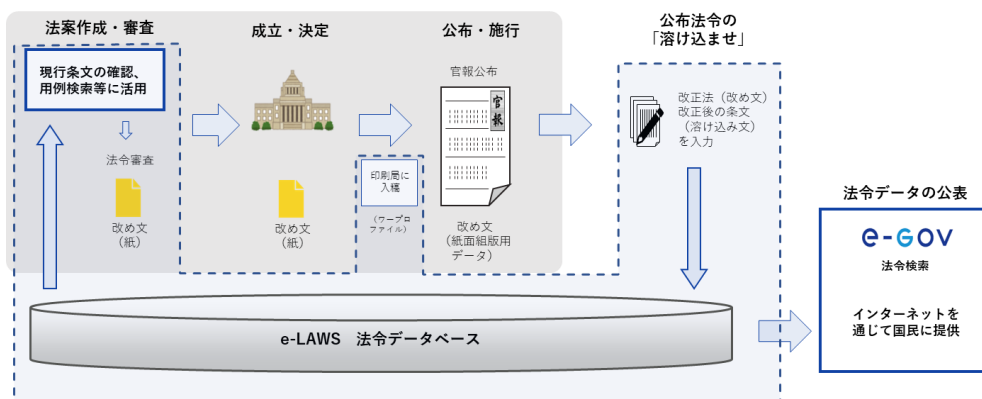 法案作成・審査
現行条文の確認、
用例検索等に活用
法令審査
改め文
（紙）
成立・決定
改め文
（紙）
印刷局に
入稿
（ワープロ
ファイル）
公布・施行
官報公布
官報
改め文
（紙面組版用
データ）
公布法令の
「溶け込ませ」
改正法（改め文）
改正後の条文
（溶け込み文）
を入力
e-LAWS　法令データベース
法令データの公表
e-GOV
法令検索
インターネットを
通じて国民に提供